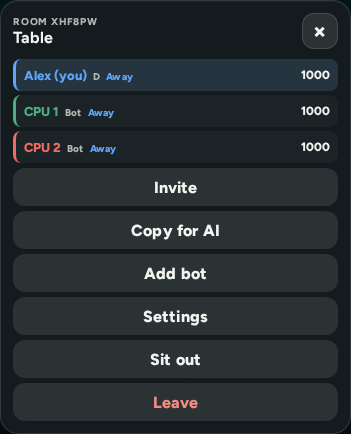 ROOM XHF8PW
Table
×
Alex (you) D Away 1000
CPU 1 Bot Away 1000
CPU 2 Bot Away 1000
Invite
Copy for AI
Add bot
Settings
Sit out
Leave